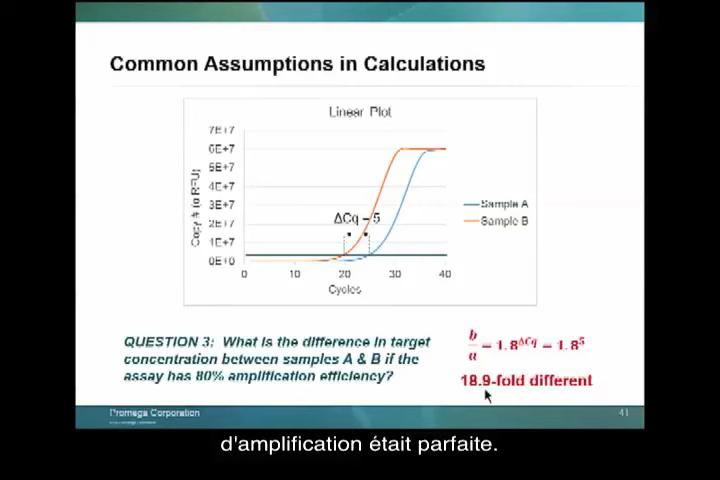 Common Assumptions in Calculations
Linear Plot
7E+7
6E+7
5E+7
4E+7
3E+7
2E+7
1E+7
0E+0
Copy # (α RFU)
ΔCq = 5
Sample A
Sample B
0 10 20 30 40
Cycles
QUESTION 3: What is the difference in target
concentration between samples A & B if the
assay has 80% amplification efficiency?
b/a = 1.8^ΔCq = 1.8^5
18.9-fold different
Promega Corporation
41
d'amplification était parfaite.